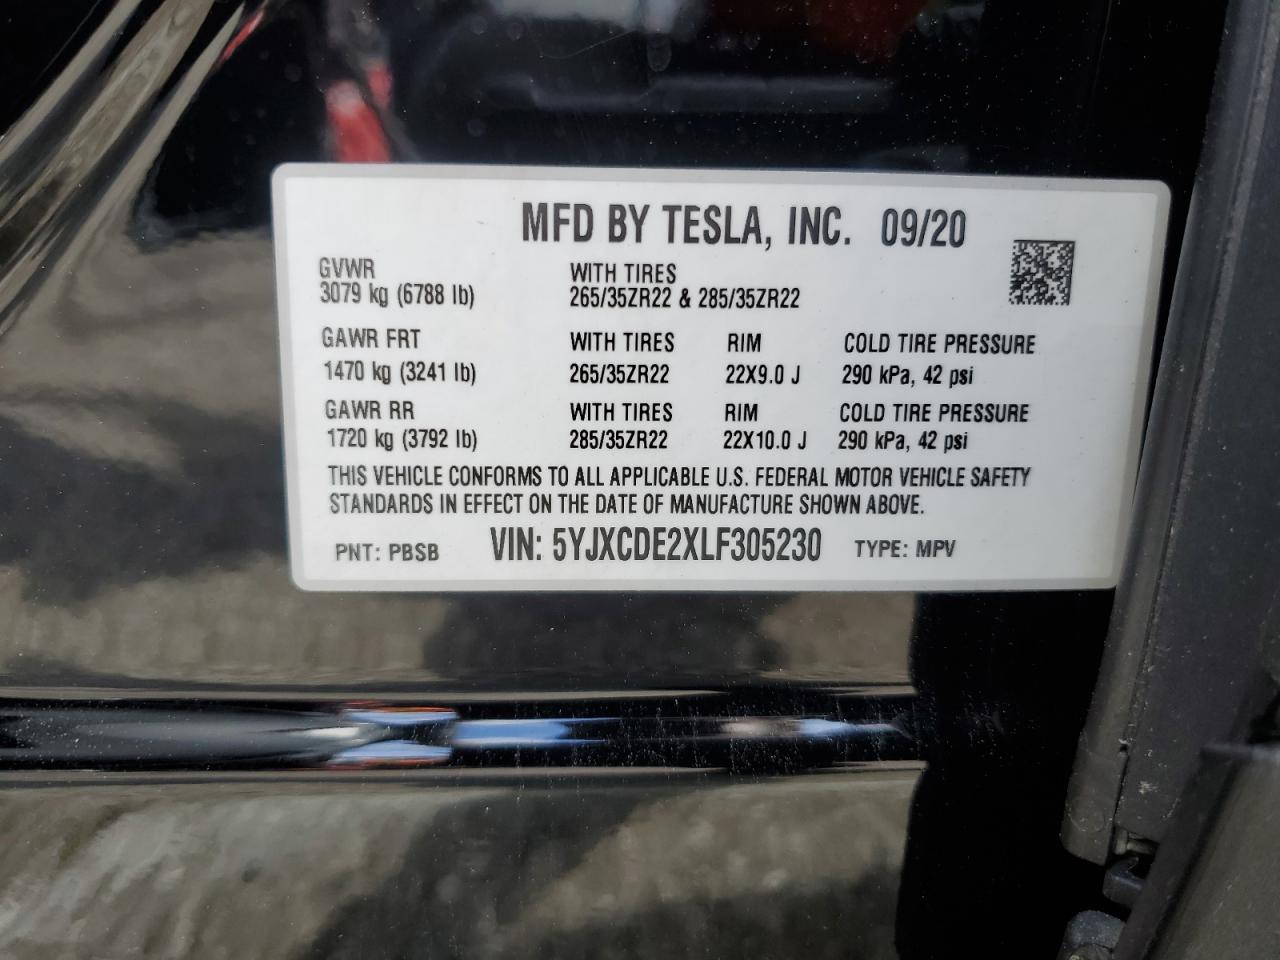 MFD BY TESLA, INC. 09/20
GVWR WITH TIRES
3079 kg (6788 lb) 265/35ZR22 & 285/35ZR22
GAWR FRT WITH TIRES RIM COLD TIRE PRESSURE
1470 kg (3241 lb) 265/35ZR22 22X9.0 J 290 kPa, 42 psi
GAWR RR WITH TIRES RIM COLD TIRE PRESSURE
1720 kg (3792 lb) 285/35ZR22 22X10.0 J 290 kPa, 42 psi
THIS VEHICLE CONFORMS TO ALL APPLICABLE U.S. FEDERAL MOTOR VEHICLE SAFETY
STANDARDS IN EFFECT ON THE DATE OF MANUFACTURE SHOWN ABOVE.
PNT: PBSB VIN: 5YJXCDE2XLF305230 TYPE: MPV